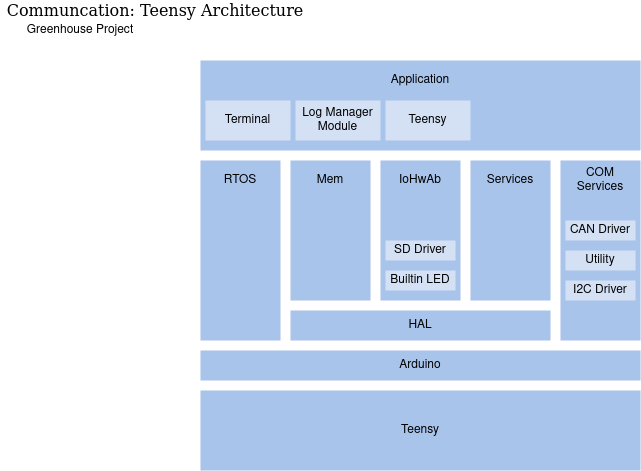 Communcation: Teensy Architecture
Greenhouse Project
Application
Terminal
Log Manager
Module
Teensy
RTOS
Mem
IoHwAb
Services
COM
Services
SD Driver
Builtin LED
CAN Driver
Utility
I2C Driver
HAL
Arduino
Teensy